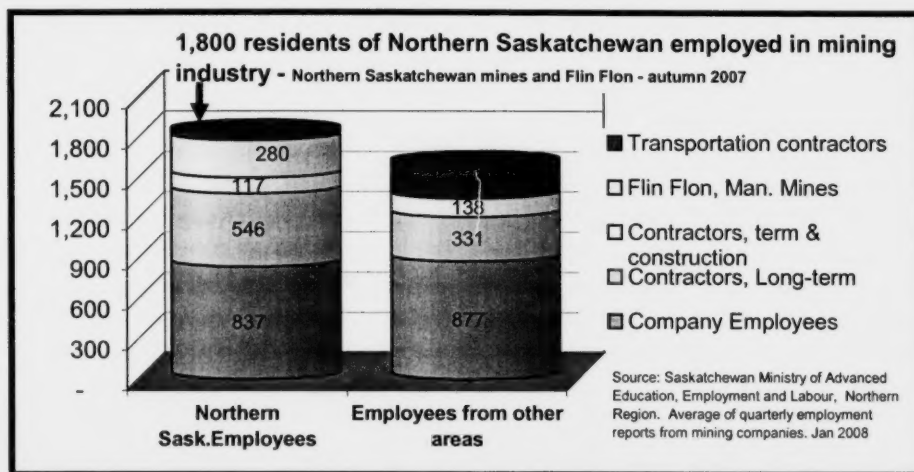 1,800 residents of Northern Saskatchewan employed in mining
industry - Northern Saskatchewan mines and Flin Flon - autumn 2007
2,100
1,800
1,500
1,200
900
600
300
-
280
117
546
837
138
331
877
Northern
Sask.Employees
Employees from other
areas
Transportation contractors
Flin Flon, Man. Mines
Contractors, term &
construction
Contractors, Long-term
Company Employees
Source: Saskatchewan Ministry of Advanced
Education, Employment and Labour, Northern
Region. Average of quarterly employment
reports from mining companies. Jan 2008